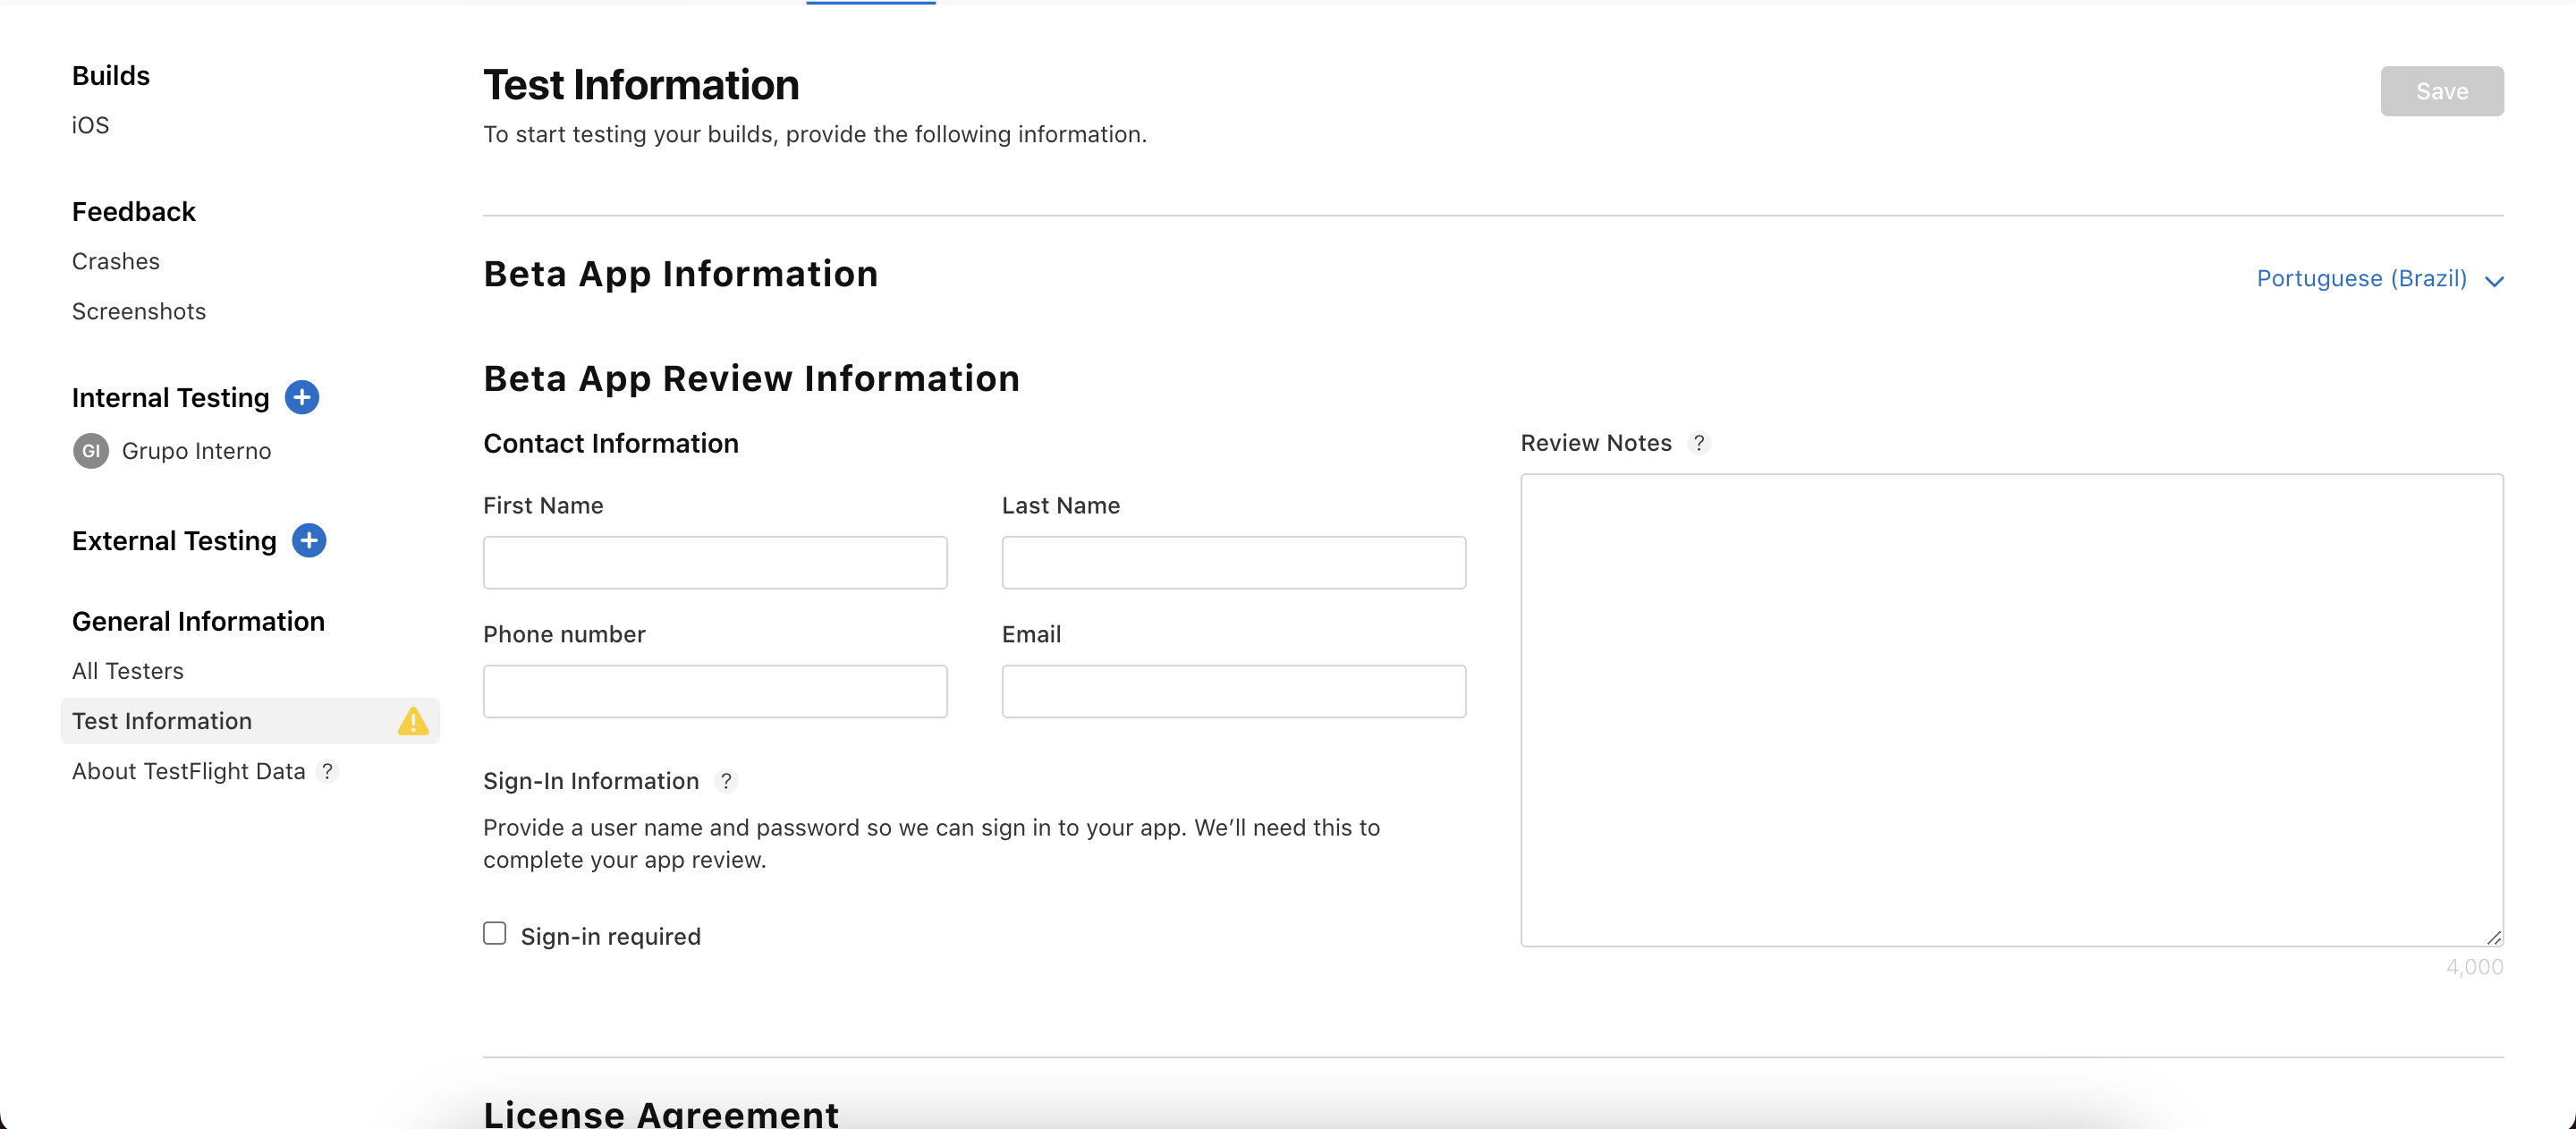 Builds
iOS
Feedback
Crashes
Screenshots
Internal Testing
GI Grupo Interno
External Testing
General Information
All Testers
Test Information
About TestFlight Data ?
Test Information
Save
To start testing your builds, provide the following information.
Beta App Information
Portuguese (Brazil)
Beta App Review Information
Contact Information
First Name
Last Name
Phone number
Email
Sign-In Information ?
Provide a user name and password so we can sign in to your app. We’ll need this to
complete your app review.
Sign-in required
Review Notes ?
4,000
License Agreement